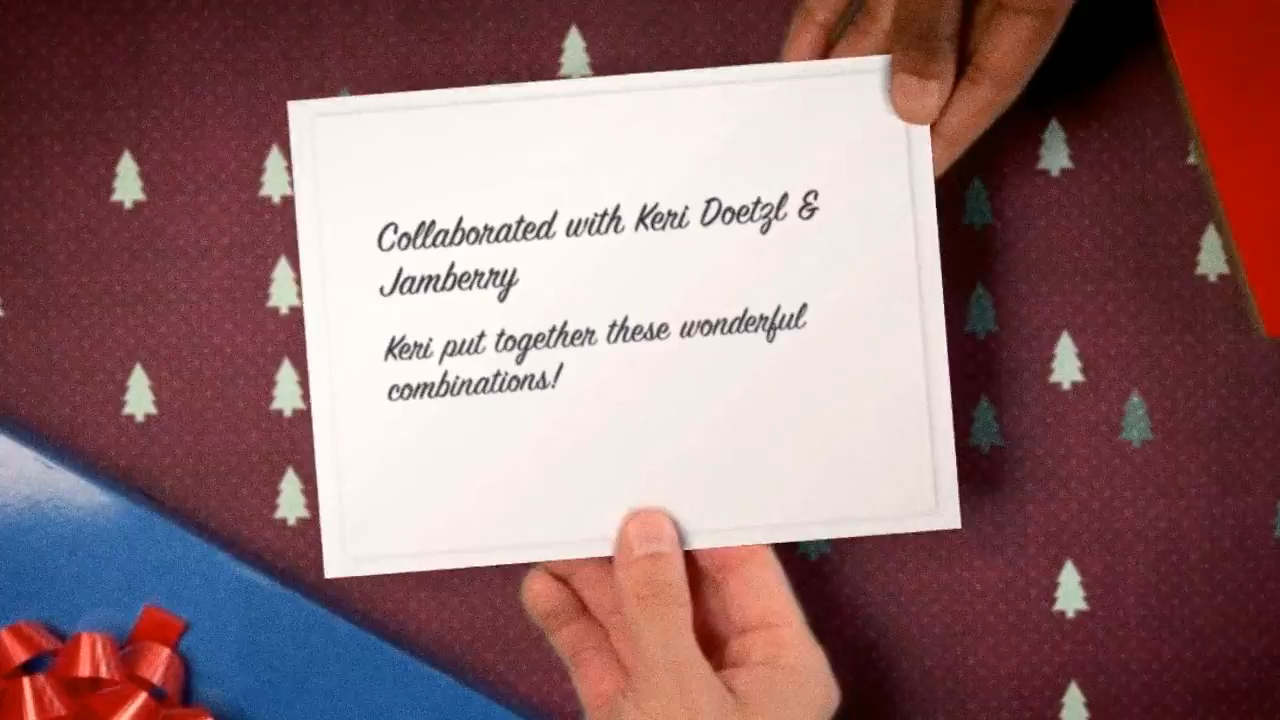 Collaborated with Keri Doetzl &
Jamberry
Keri put together these wonderful
combinations!